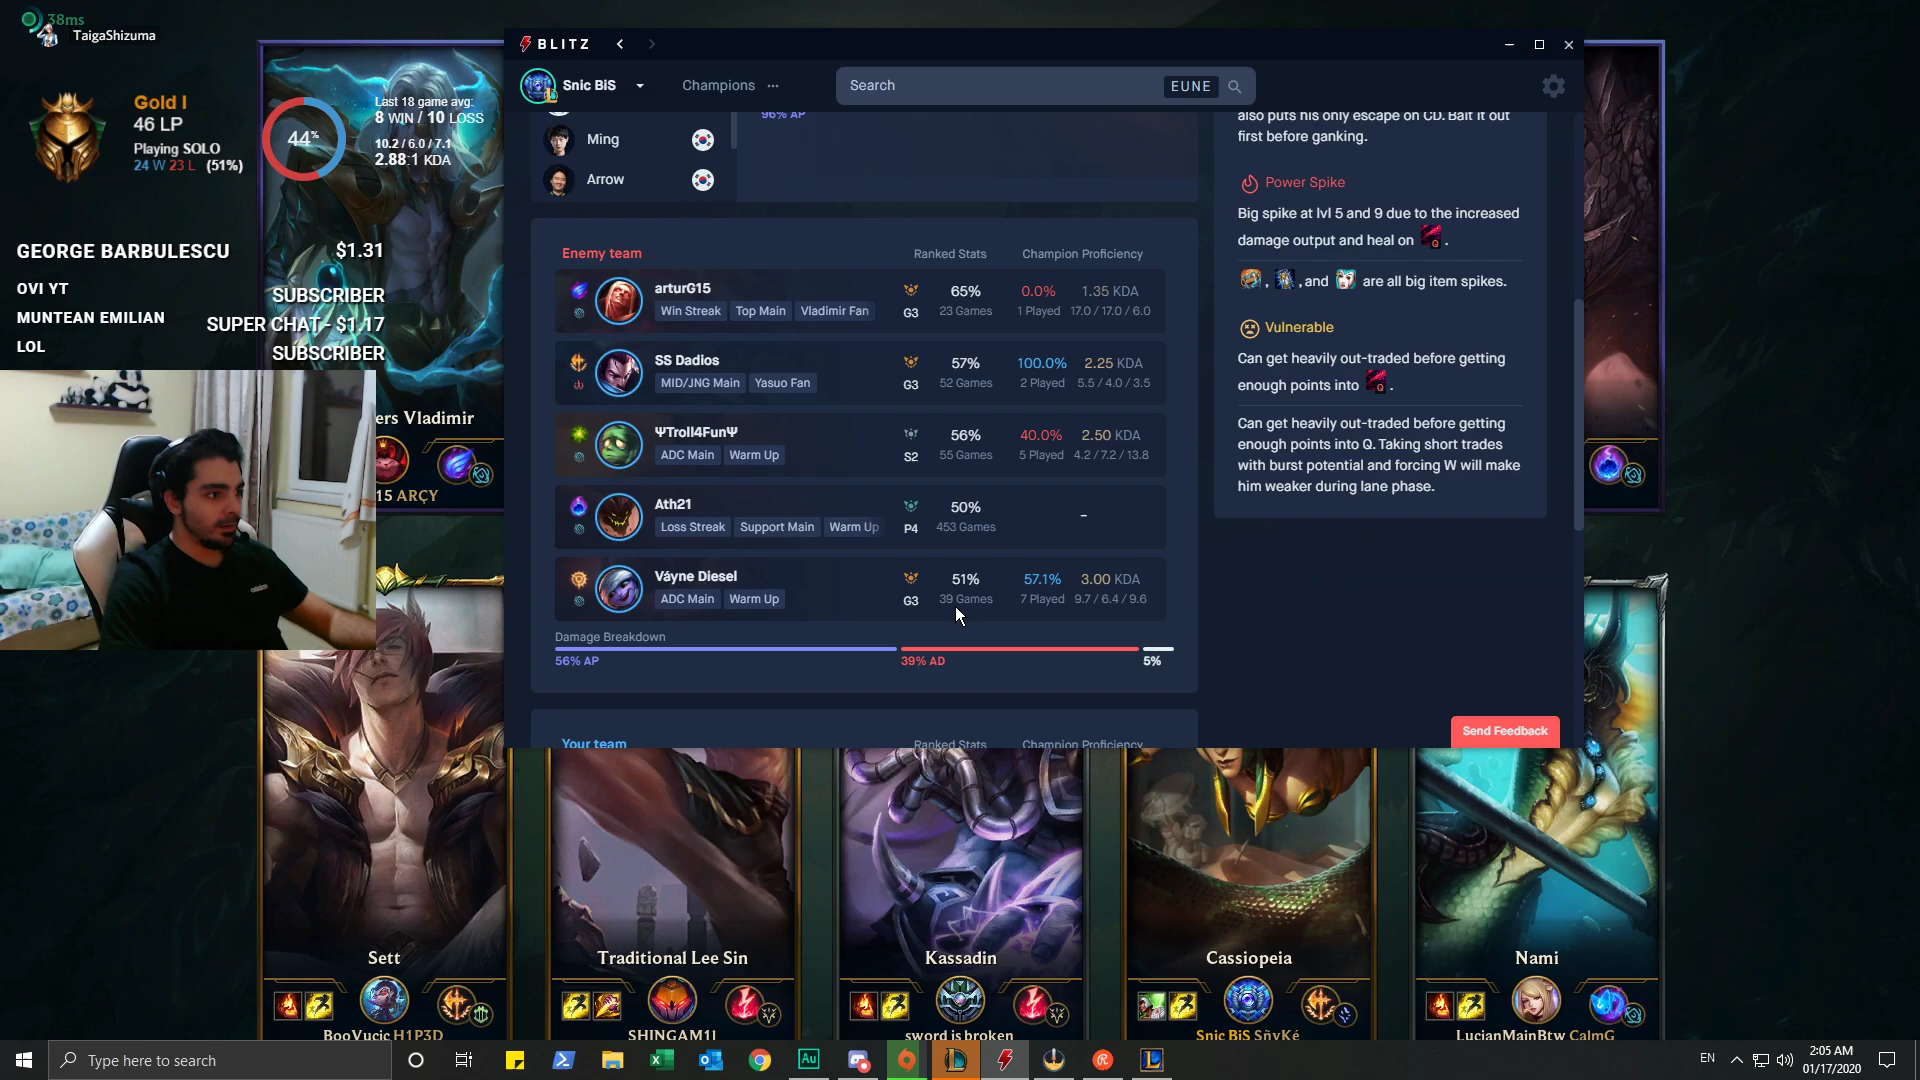 38ms
TaigaShizuma
Gold I
46 LP
Playing SOLO
24 W 23 L (51%)
44%
Last 18 game avg:
8 WIN / 10 LOSS
10.2 / 6.0 / 7.1
2.88:1 KDA
GEORGE BARBULESCU $1.31
OVI YT SUBSCRIBER
MUNTEAN EMILIAN SUPER CHAT - $1.17
LOL SUBSCRIBER
ers Vladimir
15 ARÇY
BLITZ
Snic BiS
Champions ...
Search
EUNE
96% AP
Ming
Arrow
Enemy team Ranked Stats Champion Proficiency
arturG15
Win Streak Top Main Vladimir Fan
G3
65%
23 Games
0.0% 1.35 KDA
1 Played 17.0 / 17.0 / 6.0
SS Dadios
MID/JNG Main Yasuo Fan
G3
57%
52 Games
100.0% 2.25 KDA
2 Played 5.5 / 4.0 / 3.5
ΨTroll4FunΨ
ADC Main Warm Up
S2
56%
55 Games
40.0% 2.50 KDA
5 Played 4.2 / 7.2 / 13.8
Ath21
Loss Streak Support Main Warm Up
P4
50%
453 Games
-
Váyne Diesel
ADC Main Warm Up
G3
51%
39 Games
57.1% 3.00 KDA
7 Played 9.7 / 6.4 / 9.6
Damage Breakdown
56% AP 39% AD 5%
Your team Ranked Stats Champion Proficiency
also puts his only escape on CD. Bait it out
first before ganking.
Power Spike
Big spike at lvl 5 and 9 due to the increased
damage output and heal on Q .
, , and are all big item spikes.
Vulnerable
Can get heavily out-traded before getting
enough points into Q .
Can get heavily out-traded before getting
enough points into Q. Taking short trades
with burst potential and forcing W will make
him weaker during lane phase.
Send Feedback
Sett
BooVucic H1P3D
Traditional Lee Sin
SHINGAM1I
Kassadin
sword is broken
Cassiopeia
Snic BiS SñyKé
Nami
LucianMainBtw CalmG
Type here to search
Au
EN
2:05 AM
01/17/2020